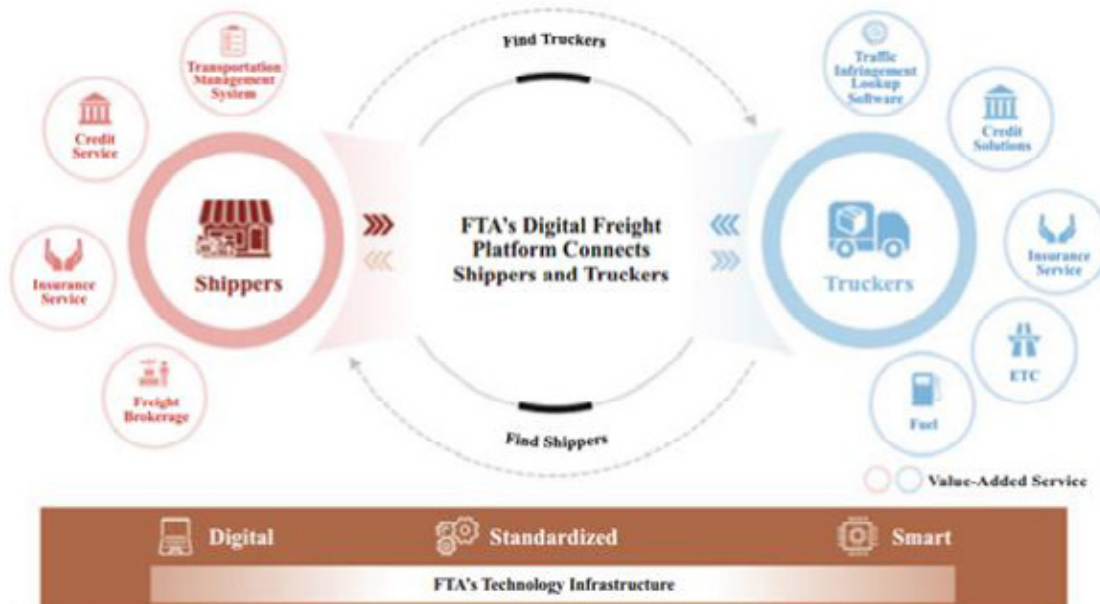 Find Truckers
Transportation
Management
System
Credit
Service
Insurance
Service
Freight
Brokerage
Shippers
FTA's Digital Freight
Platform Connects
Shippers and Truckers
Truckers
Traffic
Infringement
Lookup
Software
Credit
Solutions
Insurance
Service
ETC
Fuel
Find Shippers
Value-Added Service
Digital
Standardized
Smart
FTA's Technology Infrastructure